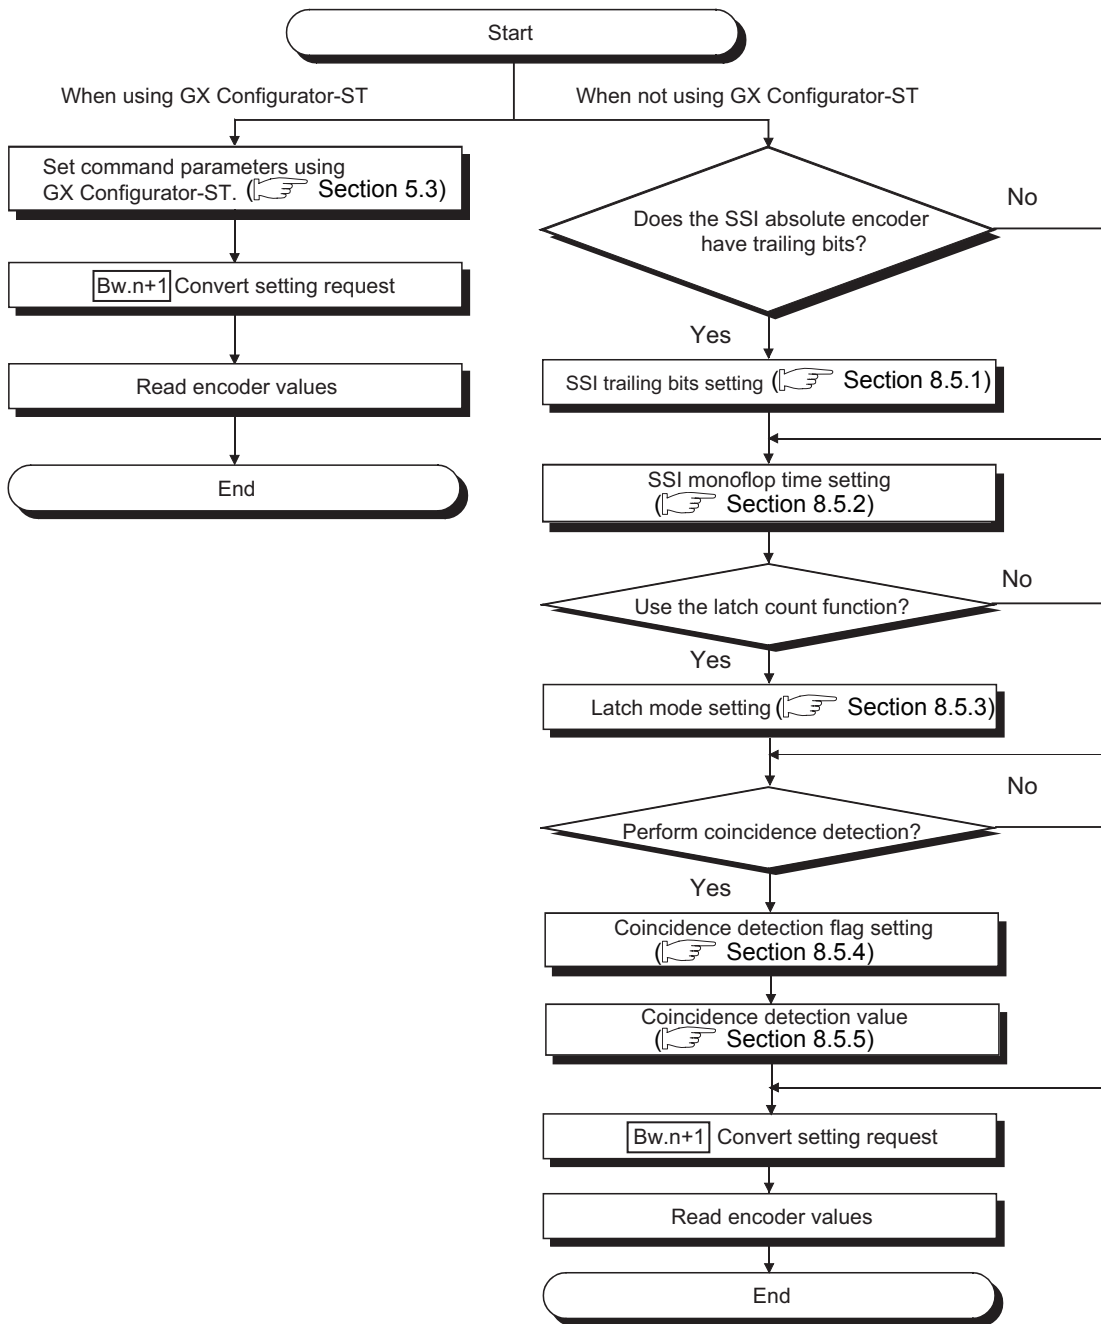 Start
When using GX Configurator-ST
When not using GX Configurator-ST
Set command parameters using
GX Configurator-ST. ( Section 5.3)
Bw.n+1 Convert setting request
Read encoder values
End
Does the SSI absolute encoder
have trailing bits?
No
Yes
SSI trailing bits setting ( Section 8.5.1)
SSI monoflop time setting
( Section 8.5.2)
Use the latch count function?
No
Yes
Latch mode setting ( Section 8.5.3)
Perform coincidence detection?
No
Yes
Coincidence detection flag setting
( Section 8.5.4)
Coincidence detection value
( Section 8.5.5)
Bw.n+1 Convert setting request
Read encoder values
End